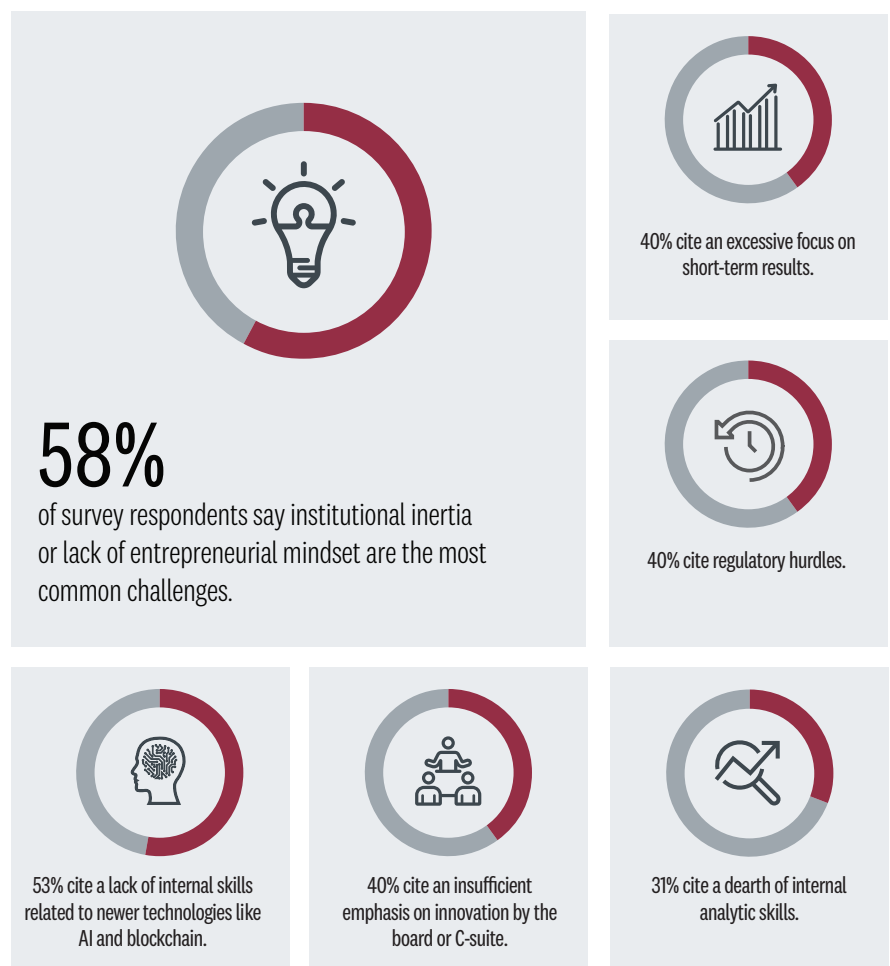 58%
of survey respondents say institutional inertia
or lack of entrepreneurial mindset are the most
common challenges.
40% cite an excessive focus on
short-term results.
40% cite regulatory hurdles.
53% cite a lack of internal skills
related to newer technologies like
AI and blockchain.
40% cite an insufficient
emphasis on innovation by the
board or C-suite.
31% cite a dearth of internal
analytic skills.